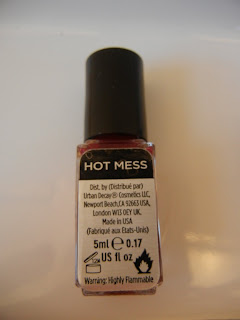 HOT MESS
Dist. by (Distribué par)
Urban Decay® Cosmetics LLC,
Newport Beach,CA 92663, USA,
London W13 0EY UK.
Made in USA
(Fabriqué aux Etats-Unis)
5ml ℮ 0.17
US fl oz
Warning: Highly Flammable